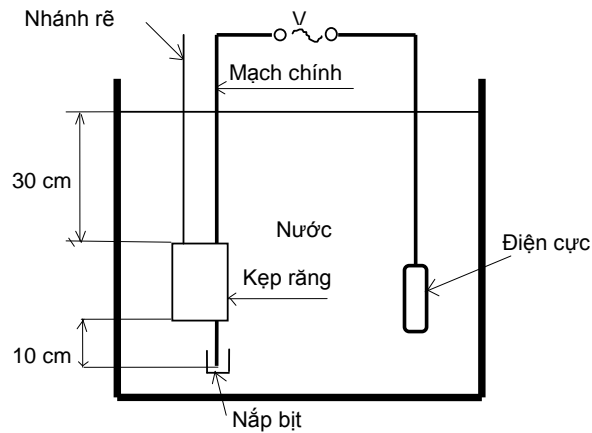 Nhánh rẽ
V
Mạch chính
30 cm
Nước
Điện cực
Kẹp răng
10 cm
Nắp bịt